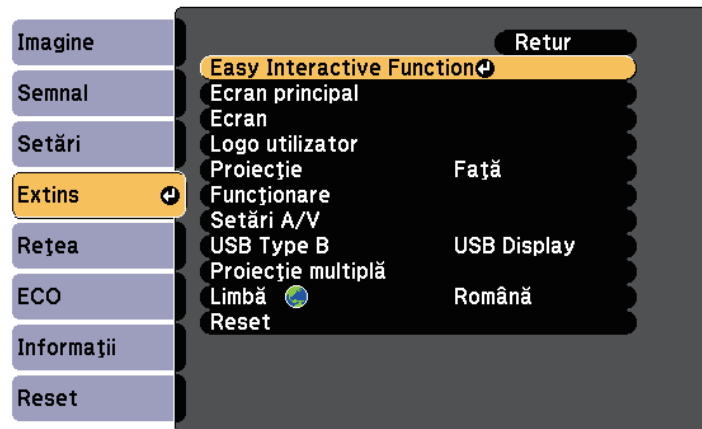 Imagine
Semnal
Setări
Extins
Reţea
ECO
Informaţii
Reset
Retur
Easy Interactive Function
Ecran principal
Ecran
Logo utilizator
Proiecţie Faţă
Funcţionare
Setări A/V
USB Type B USB Display
Proiecţie multiplă
Limbă Română
Reset